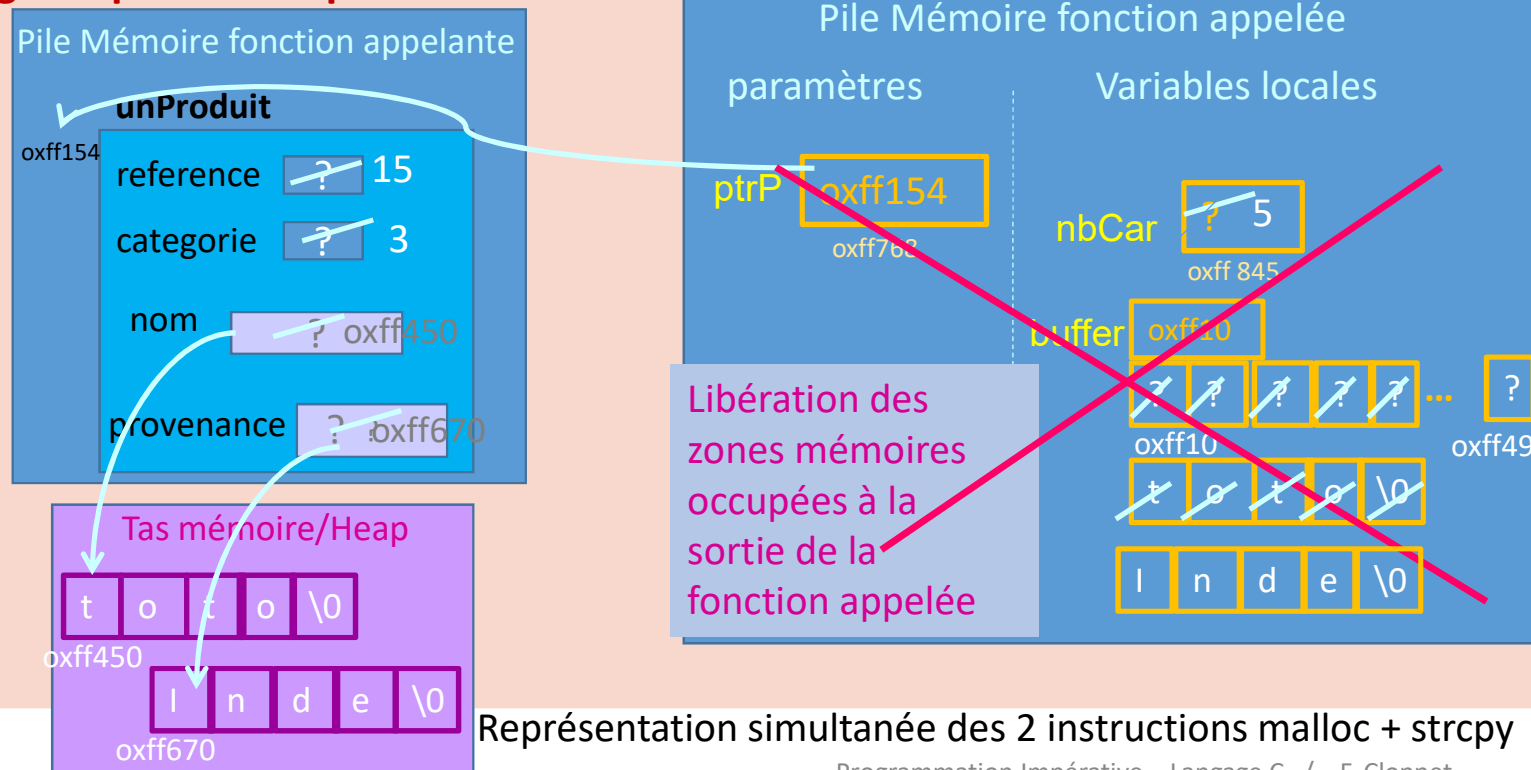 Pile Mémoire fonction appelante
unProduit
oxff154
reference ? 15
categorie ? 3
nom ? oxff450
provenance ? ? oxff670
Tas mémoire/Heap
t o t o \0
oxff450
I n d e \0
oxff670
Pile Mémoire fonction appelée
paramètres
Variables locales
ptrP oxff154
oxff763
nbCar ? 5
oxff 845
buffer oxff10
? ? ? ? ? ... ?
oxff10 oxff49
t o t o \0
I n d e \0
Libération des
zones mémoires
occupées à la
sortie de la
fonction appelée
Représentation simultanée des 2 instructions malloc + strcpy